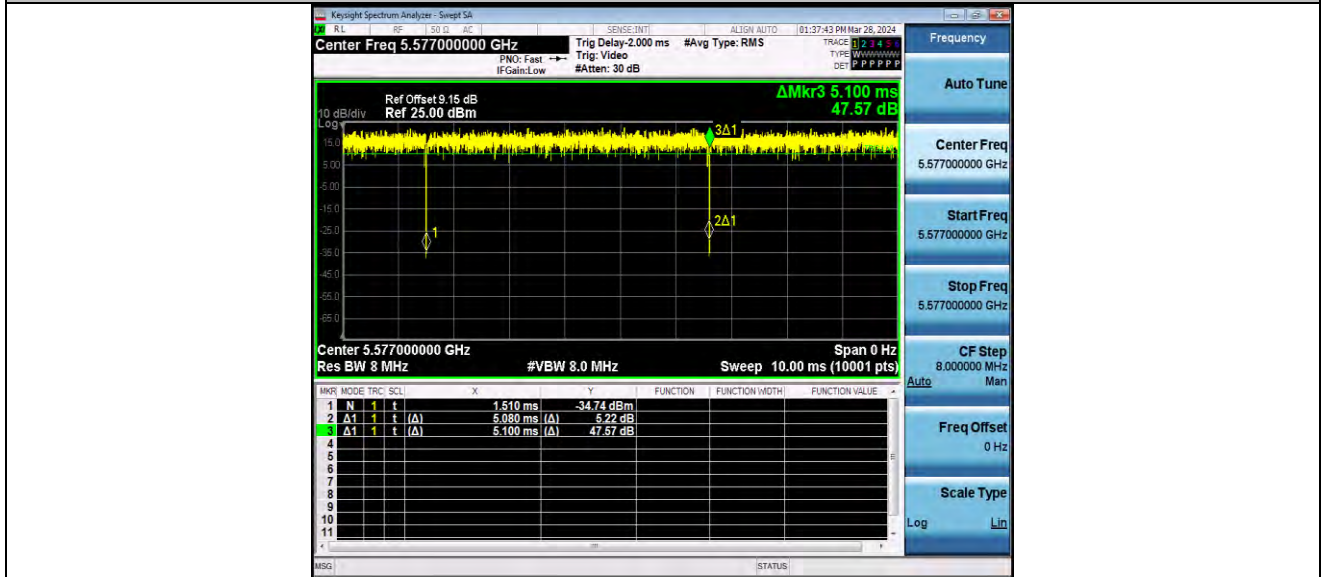 Keysight Spectrum Analyzer - Swept SA
RL RF 50 Ω AC SENSE:INT ALIGN AUTO 01:37:43 PM Mar 28, 2024
Center Freq 5.577000000 GHz
PNO: Fast
IFGain:Low
Trig Delay-2.000 ms
Trig: Video
#Atten: 30 dB
#Avg Type: RMS
TRACE 1 2 3 4 5 6
TYPE WWWWWW
DET P P P P P P
Frequency
ΔMkr3 5.100 ms
47.57 dB
Ref Offset 9.15 dB
10 dB/div Ref 25.00 dBm
Log
15.0
5.00
-5.00
-15.0
-25.0
-35.0
-45.0
-55.0
-65.0
3Δ1
2Δ1
1
Center 5.577000000 GHz Span 0 Hz
Res BW 8 MHz #VBW 8.0 MHz Sweep 10.00 ms (10001 pts)
MKR MODE TRC SCL X Y FUNCTION FUNCTION WIDTH FUNCTION VALUE
1 N 1 t 1.510 ms -34.74 dBm
2 Δ1 1 t (Δ) 5.080 ms (Δ) 5.22 dB
3 Δ1 1 t (Δ) 5.100 ms (Δ) 47.57 dB
4
5
6
7
8
9
10
11
MSG STATUS
Auto Tune
Center Freq
5.577000000 GHz
Start Freq
5.577000000 GHz
Stop Freq
5.577000000 GHz
CF Step
8.000000 MHz
Auto Man
Freq Offset
0 Hz
Scale Type
Log Lin